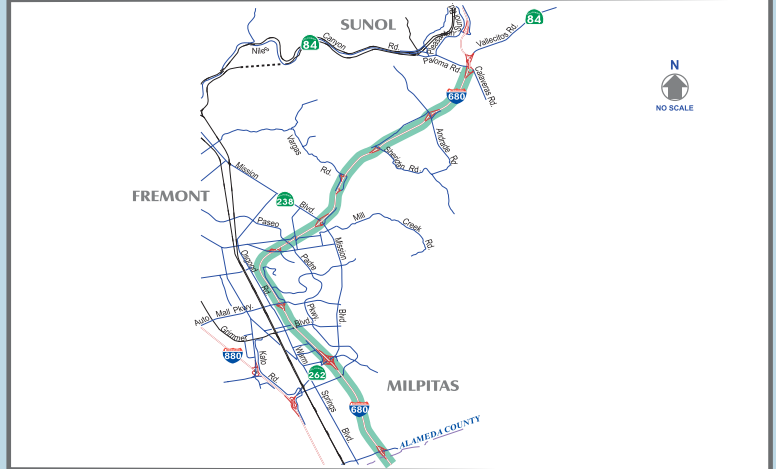 SUNOL
84
84
Vallecitos Rd.
Niles
Canyon
Rd.
Paloma Rd
Calaveras Rd.
N
NO SCALE
680
Andrade Rd
Sheridan Rd.
Vargas
Rd.
Mission
FREMONT
238
Blvd
Mill
Creek
Rd
Paseo
Padre
Pkwy.
Mission
Blvd
Osgood
Rd
Auto Mall Pkwy.
Grimmer
Blvd
880
Kato
Rd.
Warm
Springs
Blvd.
262
MILPITAS
680
ALAMEDA COUNTY